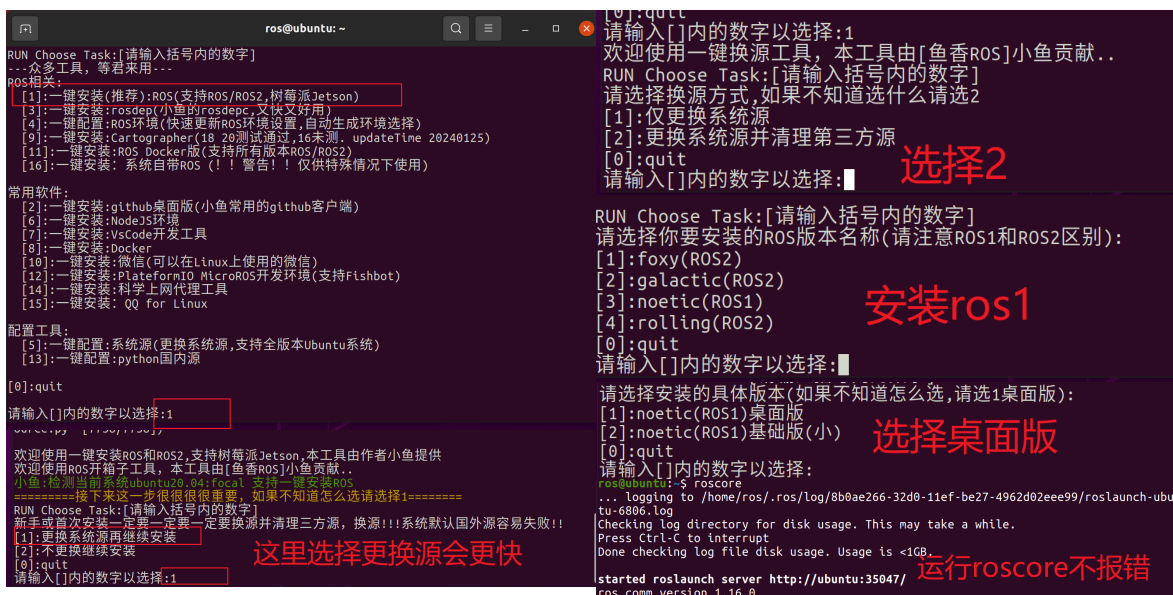 ros@ubuntu: ~
RUN Choose Task:[请输入括号内的数字]
---众多工具，等君来用---
ROS相关:
[1]:一键安装(推荐):ROS(支持ROS/ROS2,树莓派Jetson)
[3]:一键安装:rosdep(小鱼的rosdepc,又快又好用)
[4]:一键配置:ROS环境(快速更新ROS环境设置,自动生成环境选择)
[9]:一键安装:Cartographer(18 20测试通过,16未测. updateTime 20240125)
[11]:一键安装:ROS Docker版(支持所有版本ROS/ROS2)
[16]:一键安装：系统自带ROS (！！警告！！仅供特殊情况下使用)
常用软件:
[2]:一键安装:github桌面版(小鱼常用的github客户端)
[6]:一键安装:NodeJS环境
[7]:一键安装:VsCode开发工具
[8]:一键安装:Docker
[10]:一键安装:微信(可以在Linux上使用的微信)
[12]:一键安装:PlateformIO MicroROS开发环境(支持Fishbot)
[14]:一键安装:科学上网代理工具
[15]:一键安装：QQ for Linux
配置工具:
[5]:一键配置:系统源(更换系统源,支持全版本Ubuntu系统)
[13]:一键配置:python国内源
[0]:quit
请输入[]内的数字以选择:1
欢迎使用一键安装ROS和ROS2,支持树莓派Jetson,本工具由作者小鱼提供
欢迎使用ROS开箱子工具，本工具由[鱼香ROS]小鱼贡献..
小鱼:检测当前系统ubuntu20.04:focal 支持一键安装ROS
=========接下来这一步很很很很重要，如果不知道怎么选请选择1========
RUN Choose Task:[请输入括号内的数字]
新手或首次安装一定要一定要一定要换源并清理三方源，换源!!!系统默认国外源容易失败!!
[1]:更换系统源再继续安装
[2]:不更换继续安装
[0]:quit
请输入[]内的数字以选择:1
这里选择更换源会更快
[0]:quit
请输入[]内的数字以选择:1
欢迎使用一键换源工具，本工具由[鱼香ROS]小鱼贡献..
RUN Choose Task:[请输入括号内的数字]
请选择换源方式,如果不知道选什么请选2
[1]:仅更换系统源
[2]:更换系统源并清理第三方源
[0]:quit
请输入[]内的数字以选择:
选择2
RUN Choose Task:[请输入括号内的数字]
请选择你要安装的ROS版本名称(请注意ROS1和ROS2区别):
[1]:foxy(ROS2)
[2]:galactic(ROS2)
[3]:noetic(ROS1)
[4]:rolling(ROS2)
[0]:quit
请输入[]内的数字以选择:
安装ros1
请选择安装的具体版本(如果不知道怎么选,请选1桌面版):
[1]:noetic(ROS1)桌面版
[2]:noetic(ROS1)基础版(小)
[0]:quit
请输入[]内的数字以选择:
选择桌面版
ros@ubuntu:~$ roscore
... logging to /home/ros/.ros/log/8b0ae266-32d0-11ef-be27-4962d02eee99/roslaunch-ubu
tu-6806.log
Checking log directory for disk usage. This may take a while.
Press Ctrl-C to interrupt
Done checking log file disk usage. Usage is <1GB.
started roslaunch server http://ubuntu:35047/
ros_comm version 1.16.0
运行roscore不报错